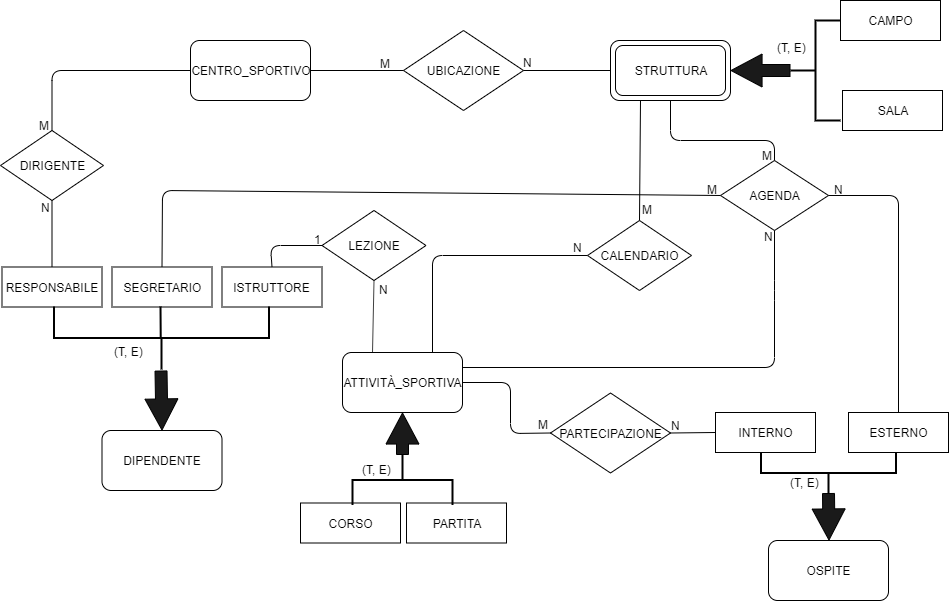 CAMPO
(T, E)
CENTRO_SPORTIVO
M
UBICAZIONE
N
STRUTTURA
SALA
M
DIRIGENTE
N
M
AGENDA
M
N
N
M
1
LEZIONE
N
N
CALENDARIO
RESPONSABILE
SEGRETARIO
ISTRUTTORE
(T, E)
ATTIVITÀ_SPORTIVA
M
PARTECIPAZIONE
N
INTERNO
ESTERNO
DIPENDENTE
(T, E)
(T, E)
CORSO
PARTITA
OSPITE